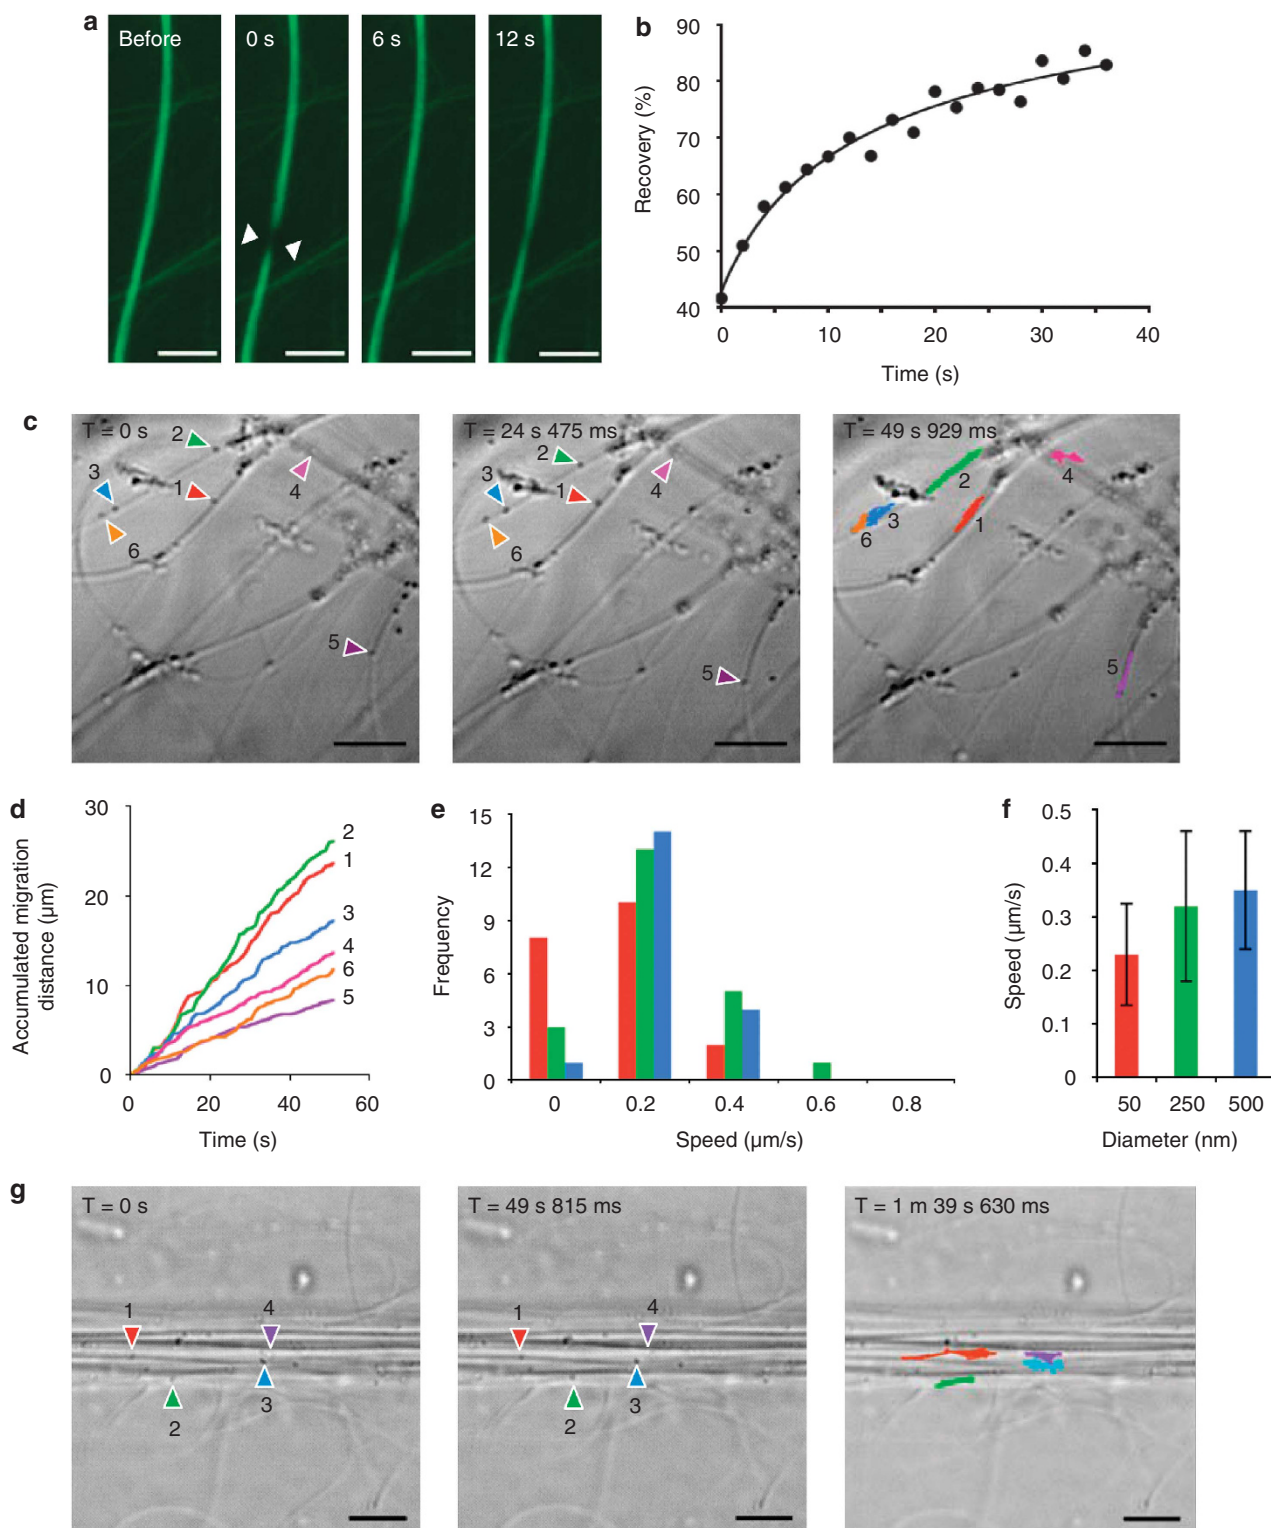 a
Before
0 s
6 s
12 s
b
90
80
70
60
50
40
Recovery (%)
0
10
20
30
40
Time (s)
c
T = 0 s
2
3
1
4
6
5
T = 24 s 475 ms
2
3
1
4
6
5
T = 49 s 929 ms
2
4
3
1
6
5
d
30
20
10
0
Accumulated migration
distance (μm)
2
1
3
4
6
5
0
20
40
60
Time (s)
e
15
12
9
6
3
0
Frequency
0
0.2
0.4
0.6
0.8
Speed (μm/s)
f
0.5
0.4
0.3
0.2
0.1
0
Speed (μm/s)
50
250
500
Diameter (nm)
g
T = 0 s
1
4
2
3
T = 49 s 815 ms
1
4
2
3
T = 1 m 39 s 630 ms